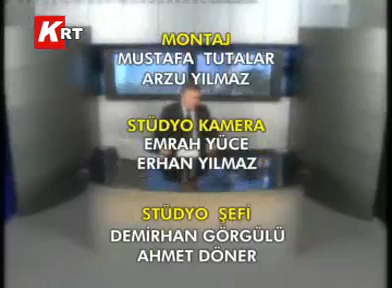 KRT
MONTAJ
MUSTAFA TUTALAR
ARZU YILMAZ
STÜDYO KAMERA
EMRAH YÜCE
ERHAN YILMAZ
STÜDYO ŞEFİ
DEMİRHAN GÖRGÜLÜ
AHMET DÖNER